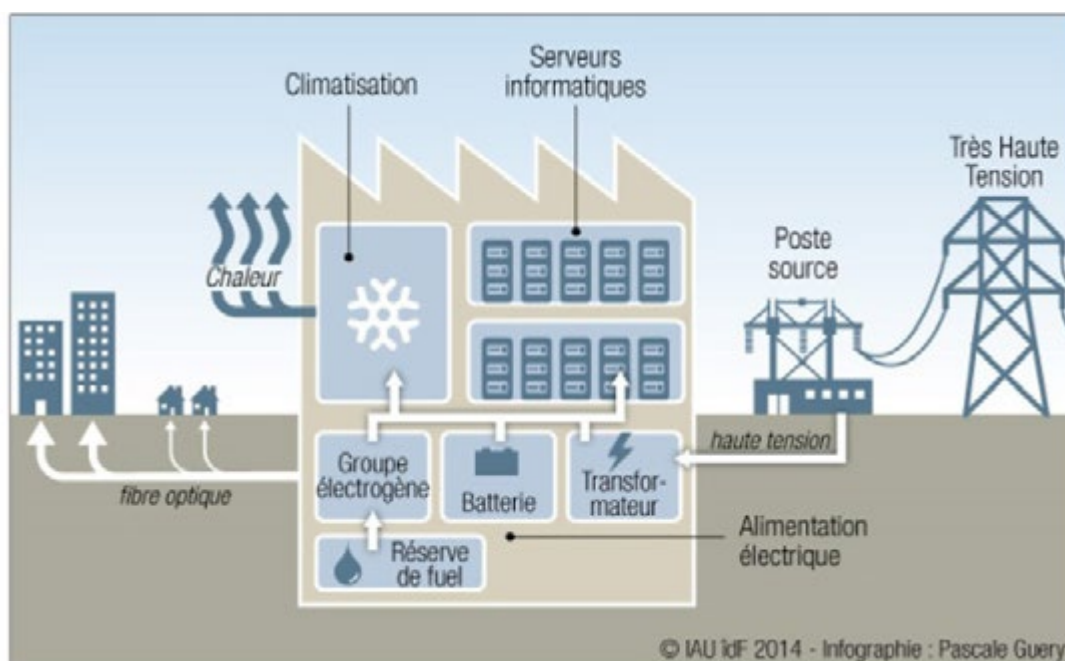 Climatisation
Serveurs
informatiques
Très Haute
Tension
Poste
source
Chaleur
haute tension
fibre optique
Groupe
électrogène
Batterie
Transfor-
mateur
Réserve
de fuel
Alimentation
électrique
© IAU îdF 2014 - Infographie : Pascale Guery